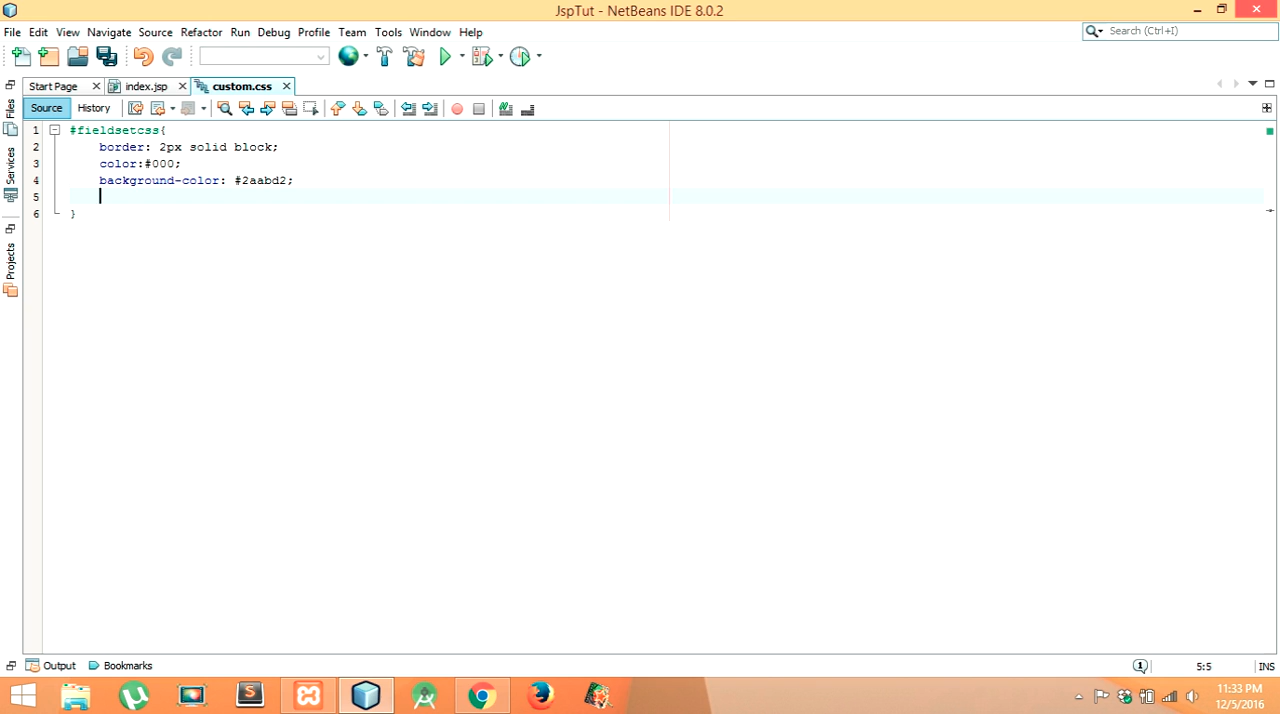 JspTut - NetBeans IDE 8.0.2
File Edit View Navigate Source Refactor Run Debug Profile Team Tools Window Help
Search (Ctrl+I)
Start Page index.jsp custom.css
Source History
Files
Services
Projects
1 #fieldsetcss{
2 border: 2px solid block;
3 color:#000;
4 background-color: #2aabd2;
5
6 }
Output Bookmarks
1 5:5 INS
11:33 PM
12/5/2016